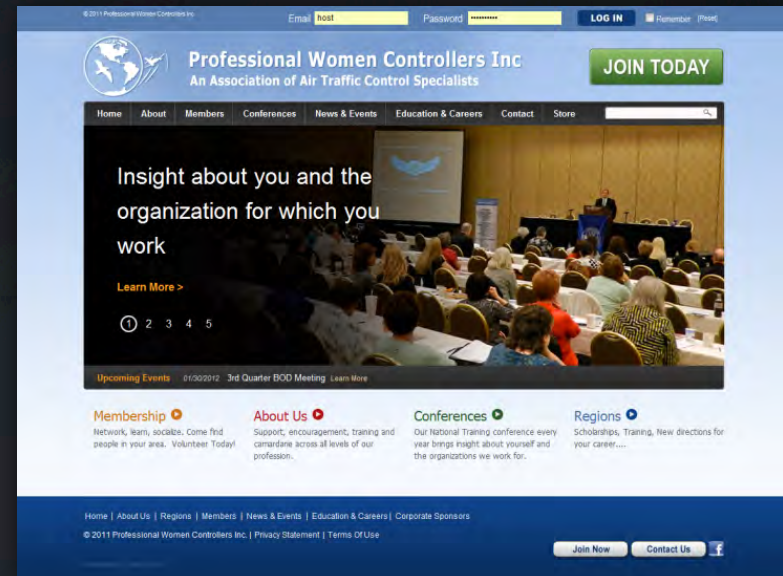 © 2011 Professional Women Controllers Inc
Email host Password •••••••••• LOG IN Remember [Reset]
Professional Women Controllers Inc
An Association of Air Traffic Control Specialists
JOIN TODAY
Home About Members Conferences News & Events Education & Careers Contact Store
Insight about you and the
organization for which you
work
Learn More >
1 2 3 4 5
Upcoming Events 01/30/2012 3rd Quarter BOD Meeting Learn More
Membership About Us Conferences Regions
Network, learn, socialize. Come find Support, encouragement, training and Our National Training conference every Scholarships, Training, New directions for
people in your area. Volunteer Today! camardarie across all levels of our year brings insight about yourself and your career....
profession. the organizations we work for.
Home | About Us | Regions | Members | News & Events | Education & Careers | Corporate Sponsors
© 2011 Professional Women Controllers Inc. | Privacy Statement | Terms Of Use
Join Now Contact Us f